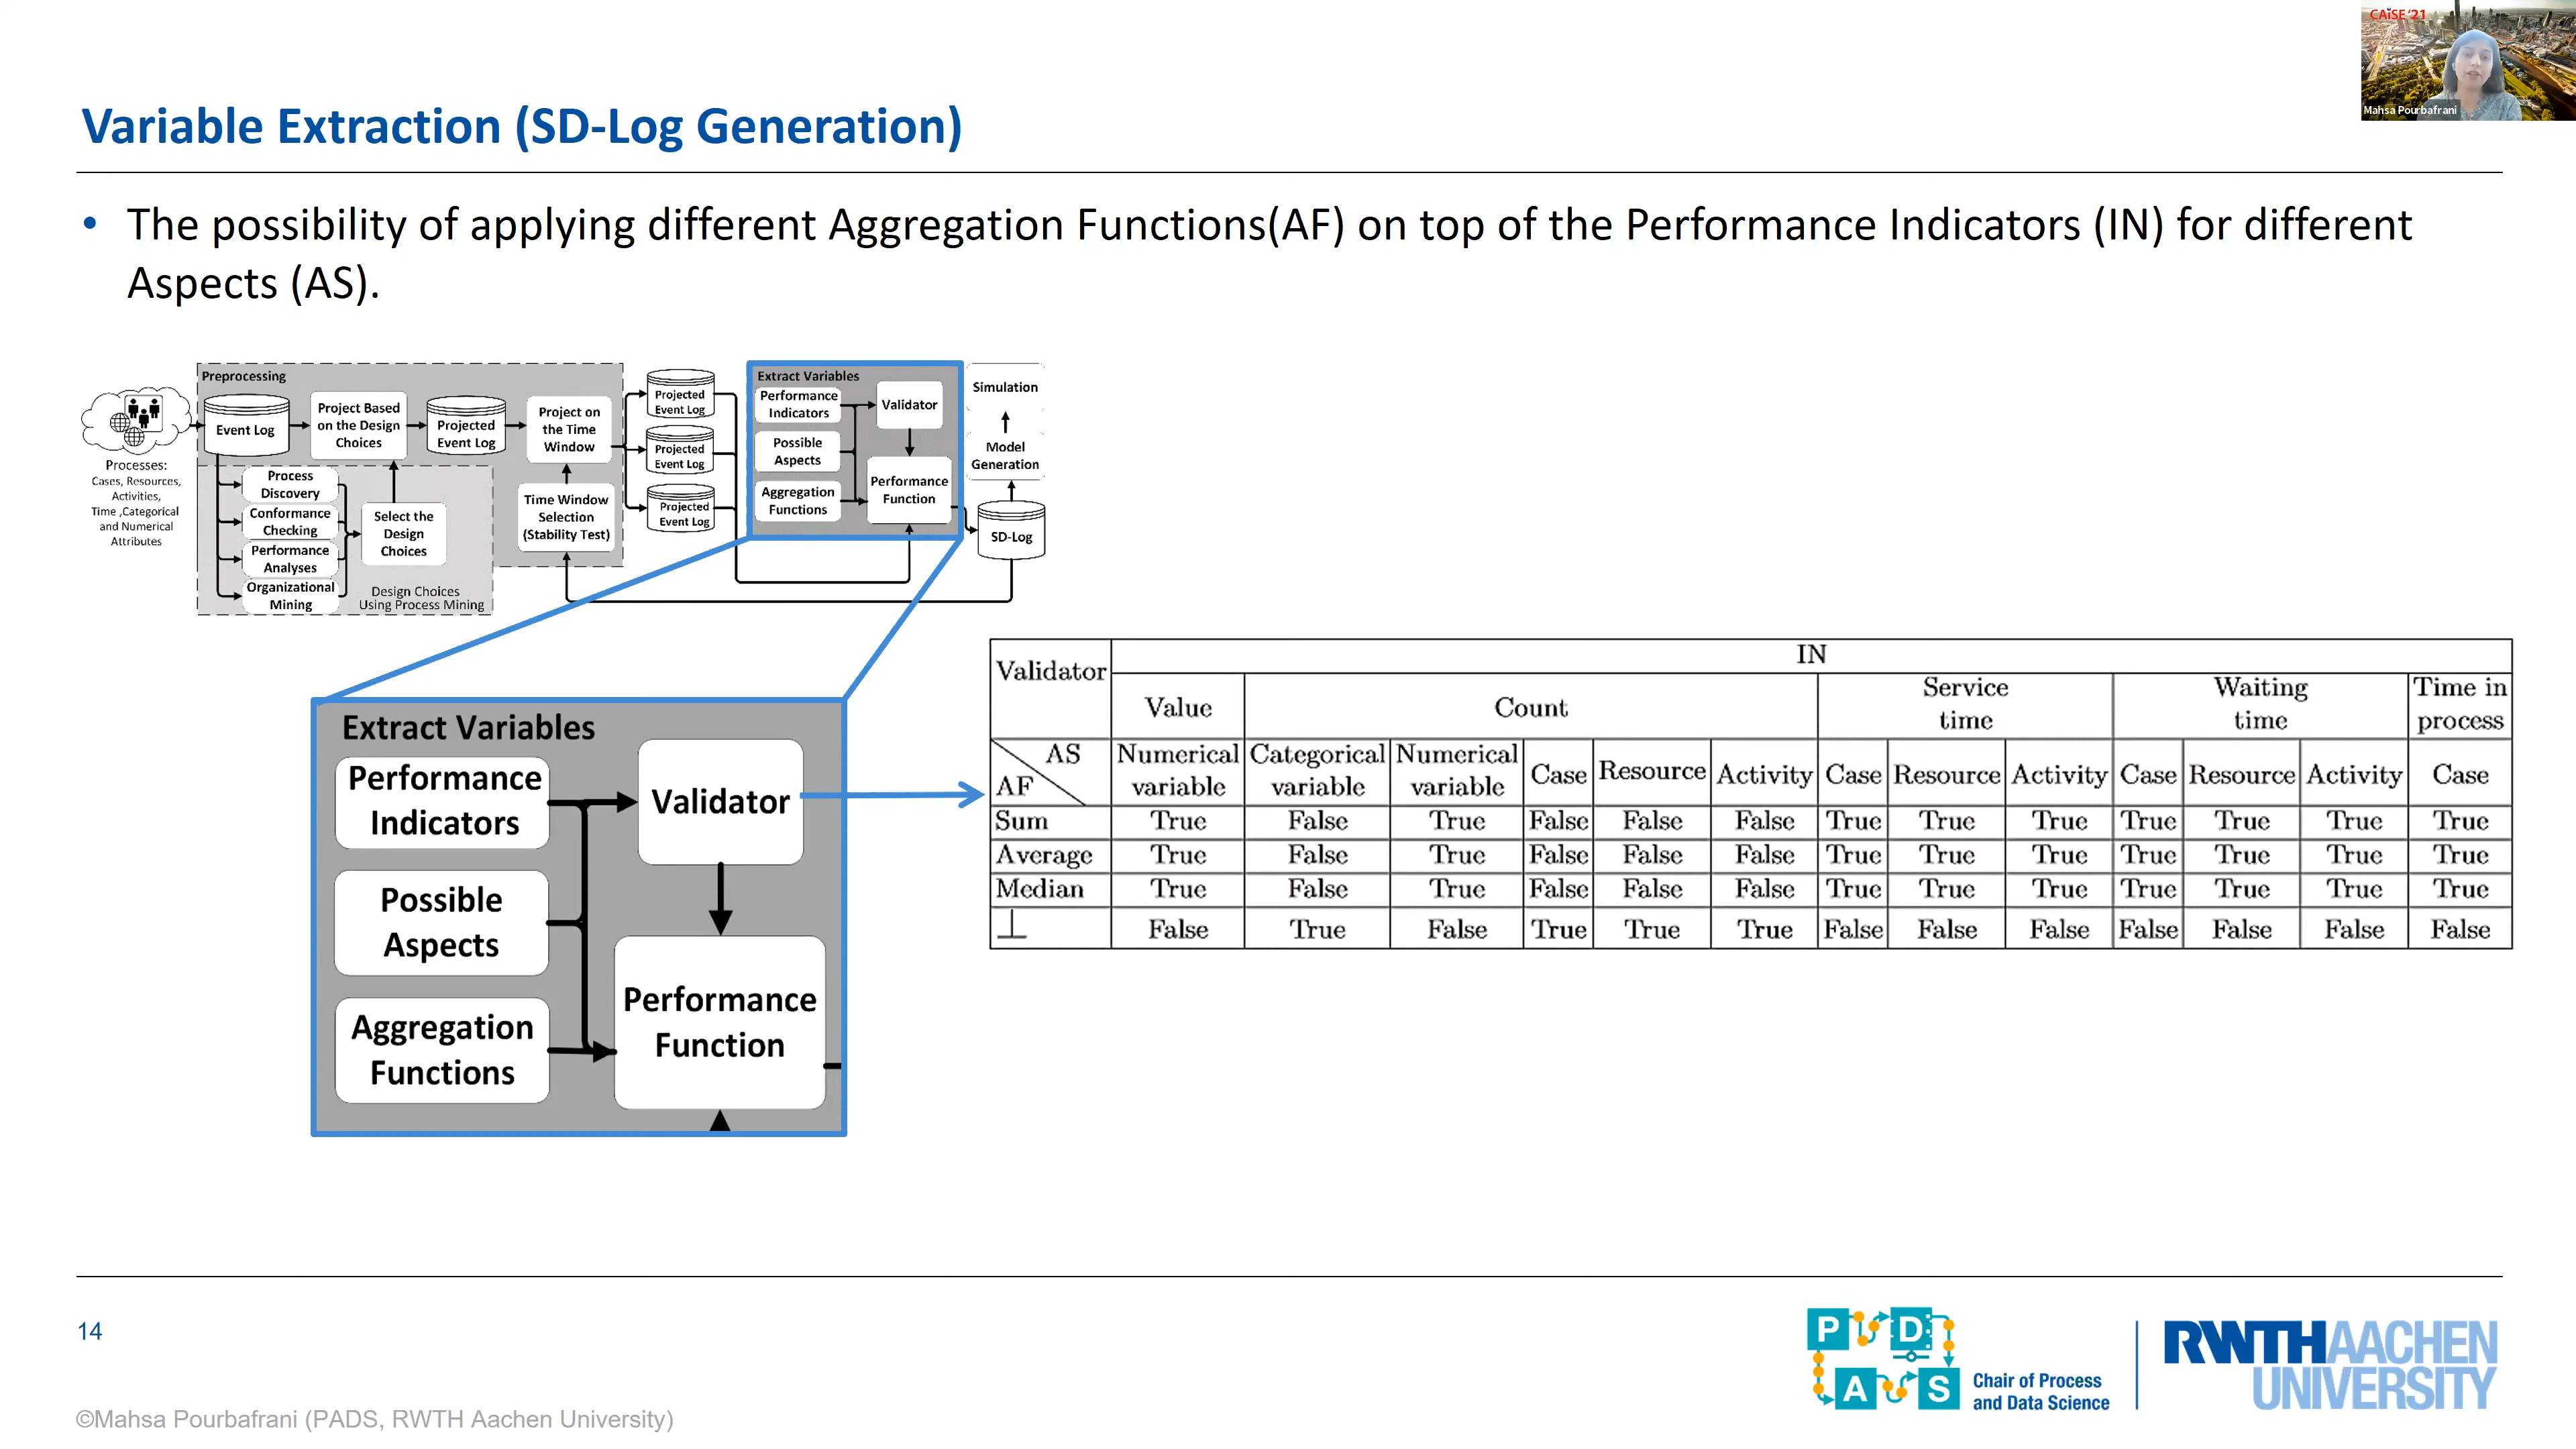 CAiSE'21
Mahsa Pourbafrani
Variable Extraction (SD-Log Generation)
• The possibility of applying different Aggregation Functions(AF) on top of the Performance Indicators (IN) for different
Aspects (AS).
Processes:
Cases, Resources,
Activities,
Time ,Categorical
and Numerical
Attributes
Preprocessing
Event Log
Project Based
on the Design
Choices
Projected
Event Log
Project on
the Time
Window
Process
Discovery
Conformance
Checking
Performance
Analyses
Organizational
Mining
Select the
Design
Choices
Design Choices
Using Process Mining
Time Window
Selection
(Stability Test)
Projected
Event Log
Projected
Event Log
Projected
Event Log
Extract Variables
Performance
Indicators
Possible
Aspects
Aggregation
Functions
Validator
Performance
Function
Simulation
Model
Generation
SD-Log
Extract Variables
Performance
Indicators
Possible
Aspects
Aggregation
Functions
Validator
Performance
Function
Validator IN
Value Count Service time Waiting time Time in process
AS AF Numerical variable Categorical variable Numerical variable Case Resource Activity Case Resource Activity Case Resource Activity Case
Sum True False True False False False True True True True True True True
Average True False True False False False True True True True True True True
Median True False True False False False True True True True True True True
⊥ False True False True True True False False False False False False False
14
©Mahsa Pourbafrani (PADS, RWTH Aachen University)
P D
A S
Chair of Process
and Data Science
RWTHAACHEN
UNIVERSITY